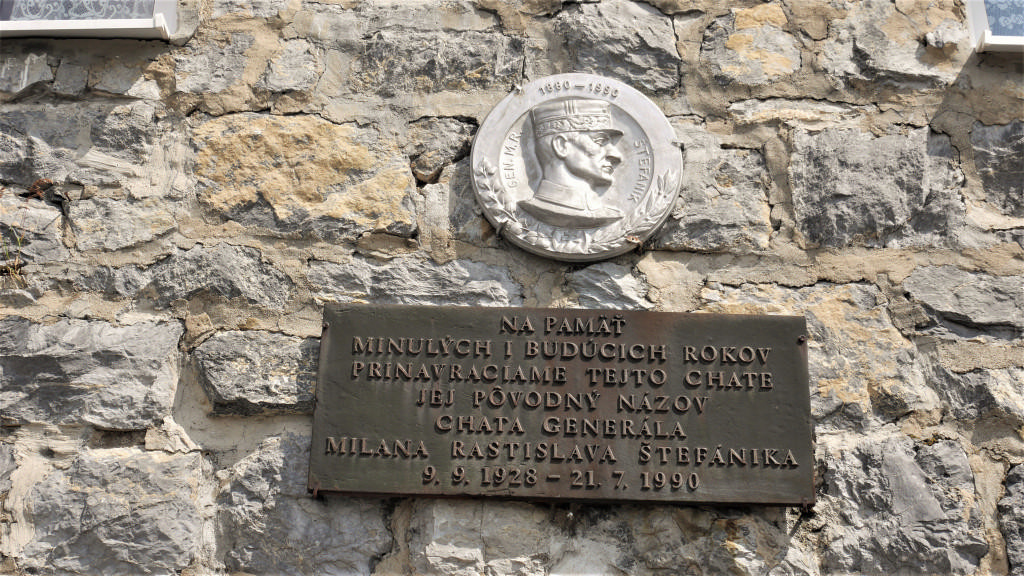 1880 – 1980
GEN. M. R. ŠTEFÁNIK
NA PAMÄŤ
MINULÝCH I BUDÚCICH ROKOV
PRINAVRACIAME TEJTO CHATE
JEJ PÔVODNÝ NÁZOV
CHATA GENERÁLA
MILANA RASTISLAVA ŠTEFÁNIKA
9. 9. 1928 – 21. 7. 1990